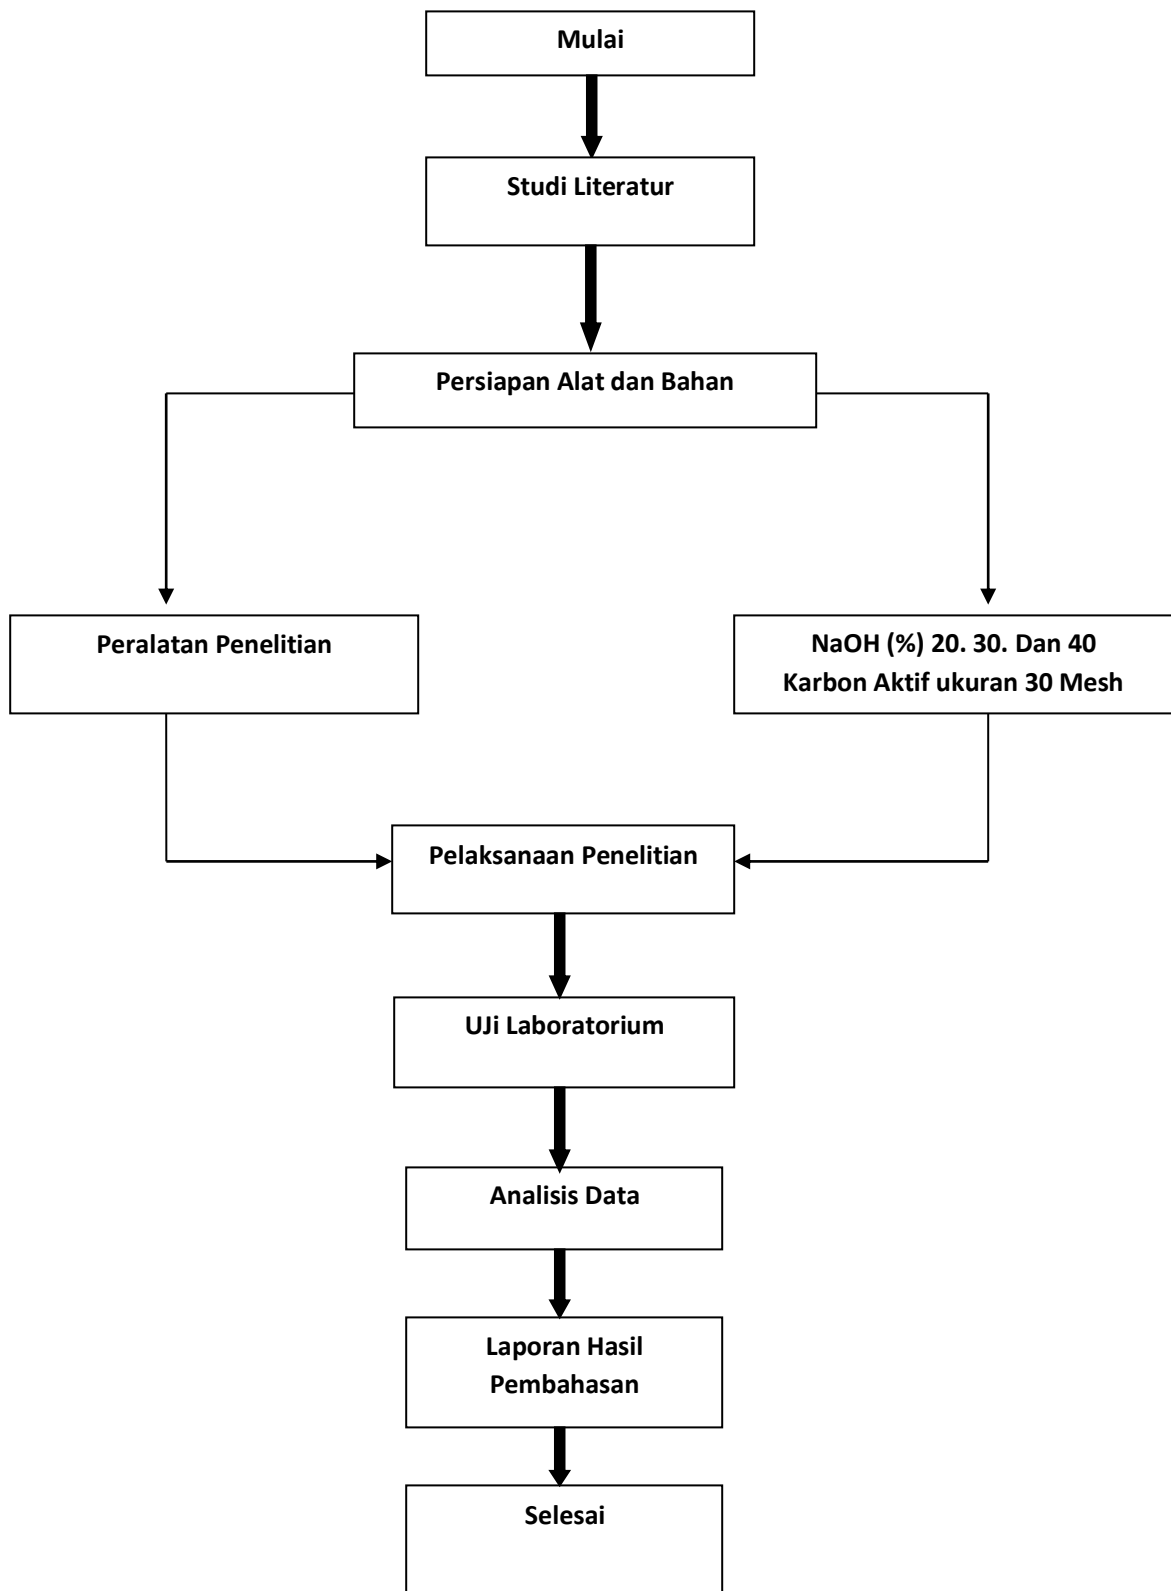 Mulai
Studi Literatur
Persiapan Alat dan Bahan
Peralatan Penelitian
NaOH (%) 20. 30. Dan 40
Karbon Aktif ukuran 30 Mesh
Pelaksanaan Penelitian
UJi Laboratorium
Analisis Data
Laporan Hasil
Pembahasan
Selesai